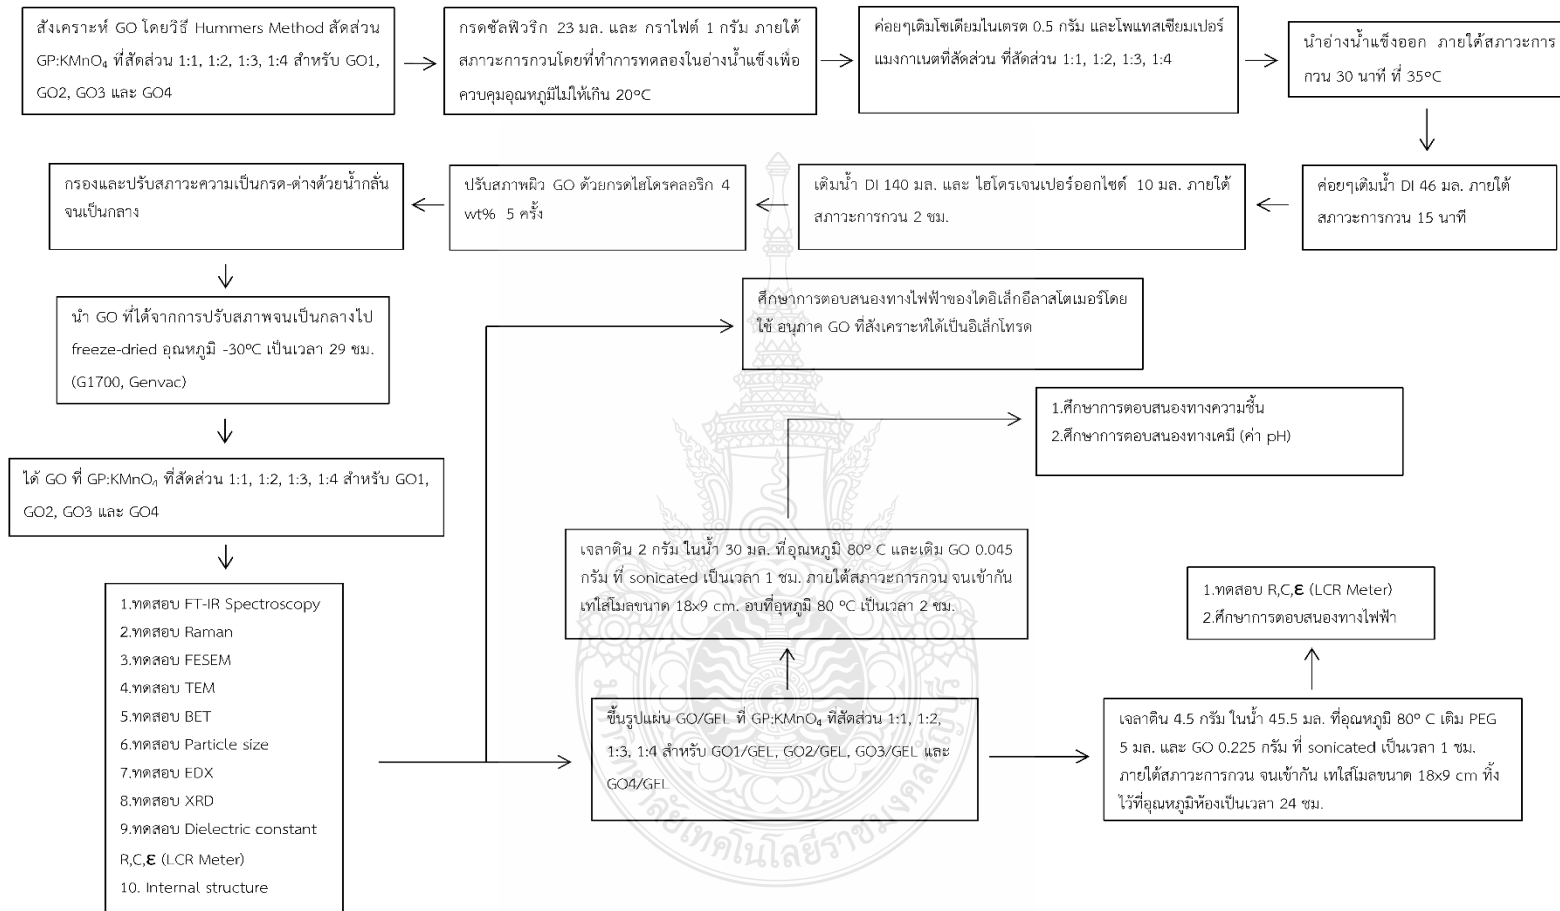 สังเคราะห์ GO โดยวิธี Hummers Method สัดส่วน
GP:KMnO₄ ที่สัดส่วน 1:1, 1:2, 1:3, 1:4 สำหรับ GO1,
GO2, GO3 และ GO4
กรดซัลฟิวริก 23 มล. และ กราไฟต์ 1 กรัม ภายใต้
สภาวะการกวนโดยที่ทำการทดลองในอ่างน้ำแข็งเพื่อ
ควบคุมอุณหภูมิไม่ให้เกิน 20ºC
ค่อยๆเติมโซเดียมไนเตรต 0.5 กรัม และโพแทสเซียมเปอร์
แมงกาเนตที่สัดส่วน ที่สัดส่วน 1:1, 1:2, 1:3, 1:4
นำอ่างน้ำแข็งออก ภายใต้สภาวะการ
กวน 30 นาที ที่ 35ºC
ค่อยๆเติมน้ำ DI 46 มล. ภายใต้
สภาวะการกวน 15 นาที
เติมน้ำ DI 140 มล. และ ไฮโดรเจนเปอร์ออกไซด์ 10 มล. ภายใต้
สภาวะการกวน 2 ชม.
ปรับสภาพผิว GO ด้วยกรดไฮโดรคลอริก 4
wt% 5 ครั้ง
กรองและปรับสภาวะความเป็นกรด-ด่างด้วยน้ำกลั่น
จนเป็นกลาง
นำ GO ที่ได้จากการปรับสภาพจนเป็นกลางไป
freeze-dried อุณหภูมิ -30ºC เป็นเวลา 29 ชม.
(G1700, Genvac)
ได้ GO ที่ GP:KMnO₄ ที่สัดส่วน 1:1, 1:2, 1:3, 1:4 สำหรับ GO1,
GO2, GO3 และ GO4
1.ทดสอบ FT-IR Spectroscopy
2.ทดสอบ Raman
3.ทดสอบ FESEM
4.ทดสอบ TEM
5.ทดสอบ BET
6.ทดสอบ Particle size
7.ทดสอบ EDX
8.ทดสอบ XRD
9.ทดสอบ Dielectric constant
R,C,ε (LCR Meter)
10. Internal structure
ศึกษาการตอบสนองทางไฟฟ้าของไดอิเล็กอีลาสโตเมอร์โดย
ใช้ อนุภาค GO ที่สังเคราะห์ได้เป็นอิเล็กโทรด
1.ศึกษาการตอบสนองทางความชื้น
2.ศึกษาการตอบสนองทางเคมี (ค่า pH)
เจลาติน 2 กรัม ในน้ำ 30 มล. ที่อุณหภูมิ 80º C และเติม GO 0.045
กรัม ที่ sonicated เป็นเวลา 1 ชม. ภายใต้สภาวะการกวน จนเข้ากัน
เทใส่โมลขนาด 18x9 cm. อบที่อุหภูมิ 80 ºC เป็นเวลา 2 ชม.
ขึ้นรูปแผ่น GO/GEL ที่ GP:KMnO₄ ที่สัดส่วน 1:1, 1:2,
1:3, 1:4 สำหรับ GO1/GEL, GO2/GEL, GO3/GEL และ
GO4/GEL
1.ทดสอบ R,C,ε (LCR Meter)
2.ศึกษาการตอบสนองทางไฟฟ้า
เจลาติน 4.5 กรัม ในน้ำ 45.5 มล. ที่อุณหภูมิ 80º C เติม PEG
5 มล. และ GO 0.225 กรัม ที่ sonicated เป็นเวลา 1 ชม.
ภายใต้สภาวะการกวน จนเข้ากัน เทใส่โมลขนาด 18x9 cm ทิ้ง
ไว้ที่อุณหภูมิห้องเป็นเวลา 24 ชม.